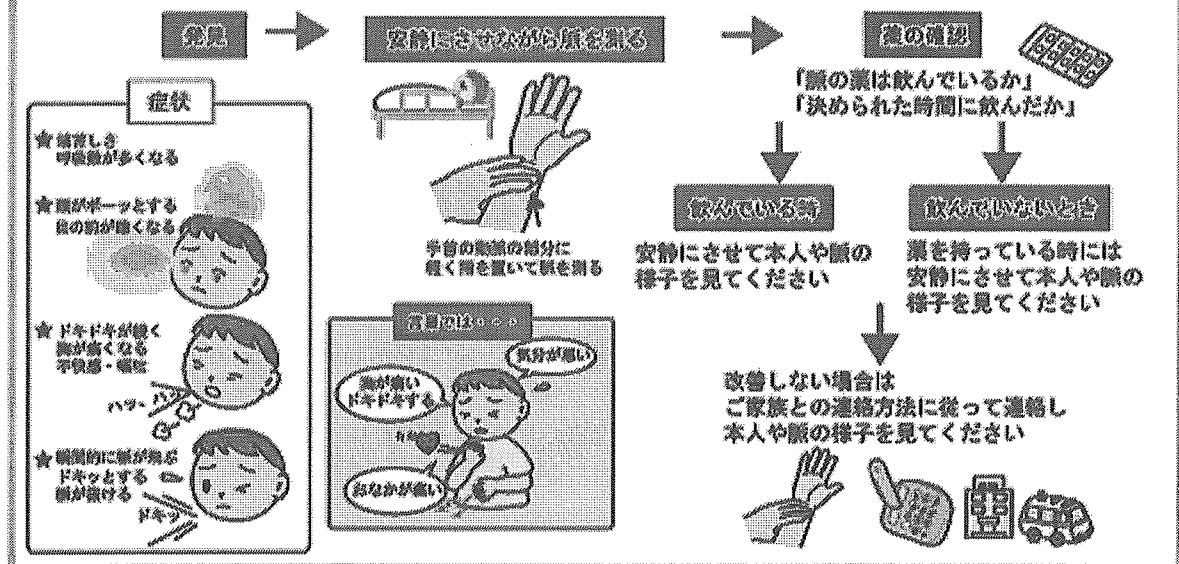 発見
安静にさせながら脈を測る
薬の確認
「脈の薬は飲んでいるか」
「決められた時間に飲んだか」
症状
★ 息苦しさ
呼吸数が多くなる
★ 頭がボーッとする
目の前が暗くなる
★ ドキドキが続く
胸が痛くなる
不快感・嘔吐
ハァー ハァー
★ 瞬間的に脈が飛ぶ
ドキッとする
脈が抜ける
ドキッ
手首の動脈の部分に
軽く指を置いて脈を測る
言葉では・・・
気分が悪い
胸が痛い
ドキドキする
おなかが痛い
飲んでいる時
安静にさせて本人や脈の
様子を見てください
飲んでいないとき
薬を持っている時には
安静にさせて本人や脈の
様子を見てください
改善しない場合は
ご家族との連絡方法に従って連絡し
本人や脈の様子を見てください